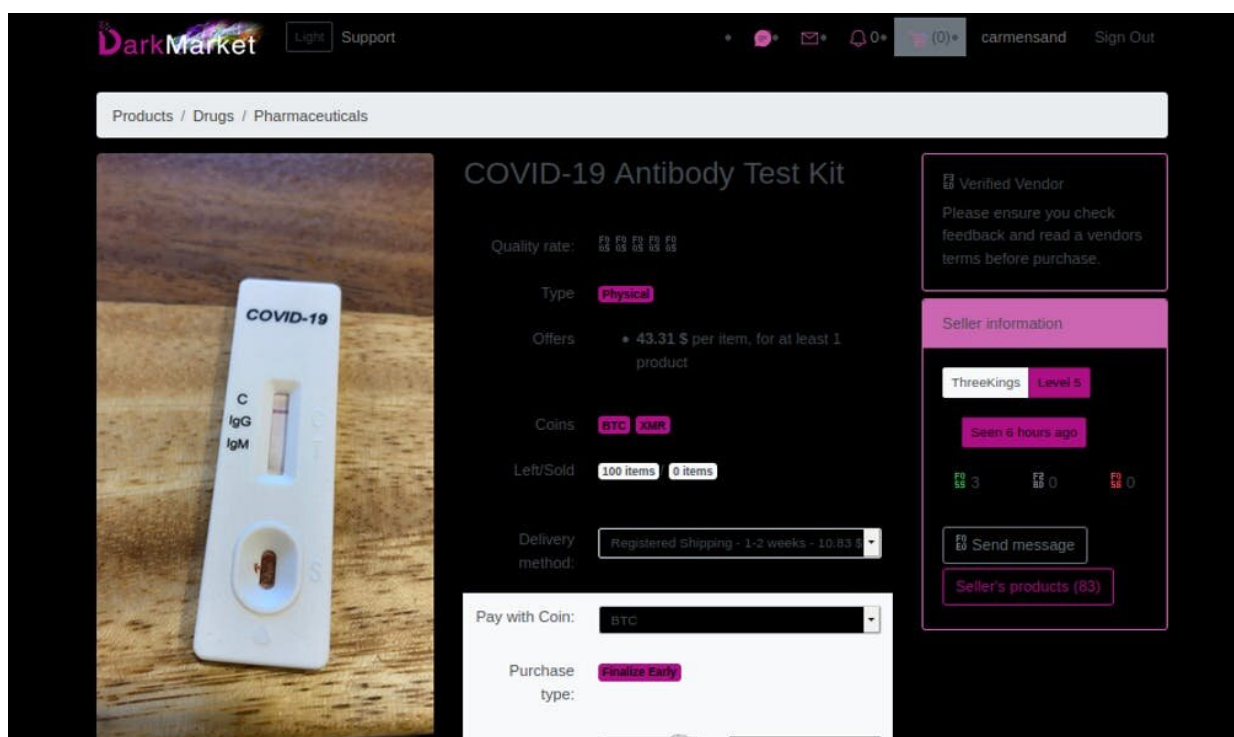 DarkMarket Light Support 0 (0) carmensand Sign Out
Products / Drugs / Pharmaceuticals
COVID-19
C
IgG
IgM
C
T
S
COVID-19 Antibody Test Kit
Quality rate:
Type Physical
Offers • 43.31 $ per item, for at least 1
product
Coins BTC XMR
Left/Sold 100 items / 0 items
Delivery Registered Shipping - 1-2 weeks - 10.83 $
method:
Pay with Coin: BTC
Purchase Finalize Early
type:
Verified Vendor
Please ensure you check
feedback and read a vendors
terms before purchase.
Seller information
ThreeKings Level 5
Seen 6 hours ago
3 0 0
Send message
Seller's products (83)